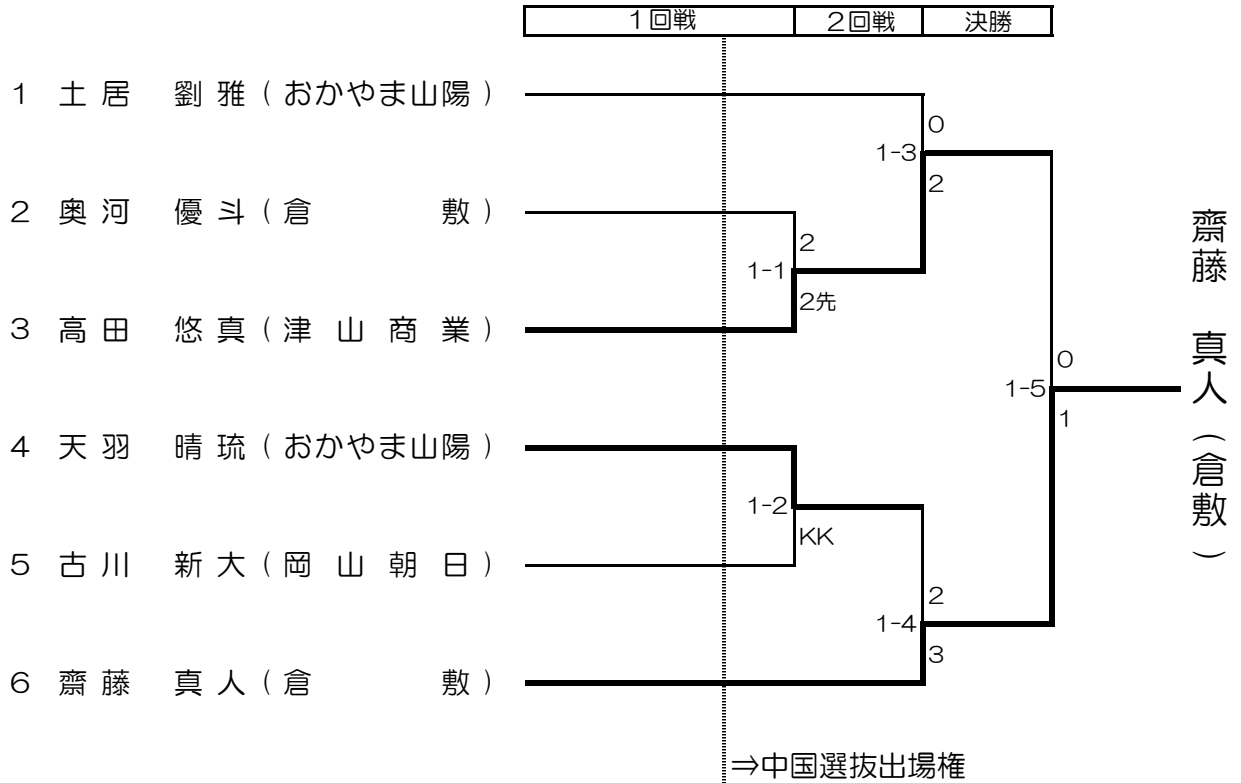 1回戦 2回戦 決勝
1 土居 劉雅(おかやま山陽)
0
1-3
2
2 奥河 優斗(倉敷)
2
1-1
2先
3 高田 悠真(津山商業)
0
1-5
1
齋藤 真人(倉敷)
4 天羽 晴琉(おかやま山陽)
1-2
KK
5 古川 新大(岡山朝日)
2
1-4
3
6 齋藤 真人(倉敷)
⇒中国選抜出場権